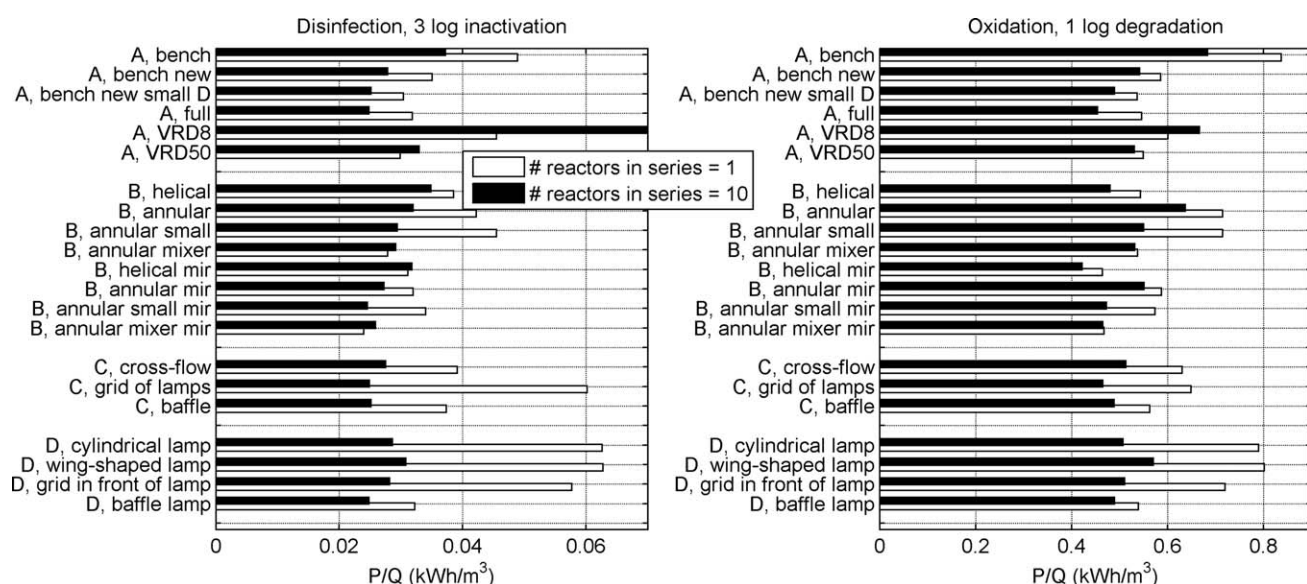 Disinfection, 3 log inactivation
A, bench
A, bench new
A, bench new small D
A, full
A, VRD8
A, VRD50
B, helical
B, annular
B, annular small
B, annular mixer
B, helical mir
B, annular mir
B, annular small mir
B, annular mixer mir
C, cross-flow
C, grid of lamps
C, baffle
D, cylindrical lamp
D, wing-shaped lamp
D, grid in front of lamp
D, baffle lamp
0 0.02 0.04 0.06
P/Q (kWh/m³)
# reactors in series = 1
# reactors in series = 10
Oxidation, 1 log degradation
A, bench
A, bench new
A, bench new small D
A, full
A, VRD8
A, VRD50
B, helical
B, annular
B, annular small
B, annular mixer
B, helical mir
B, annular mir
B, annular small mir
B, annular mixer mir
C, cross-flow
C, grid of lamps
C, baffle
D, cylindrical lamp
D, wing-shaped lamp
D, grid in front of lamp
D, baffle lamp
0 0.2 0.4 0.6 0.8
P/Q (kWh/m³)